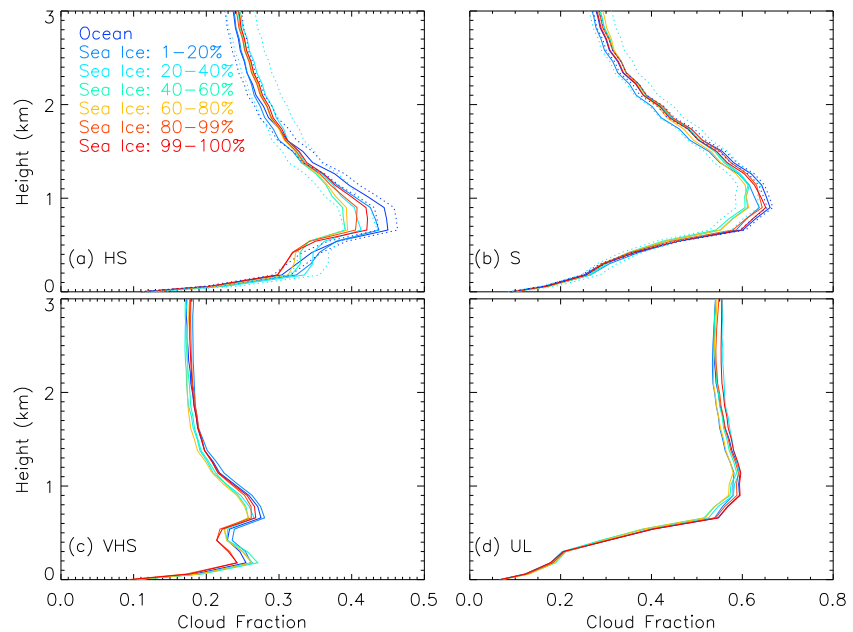 3
2
1
0
Height (km)
Ocean
Sea Ice: 1−20%
Sea Ice: 20−40%
Sea Ice: 40−60%
Sea Ice: 60−80%
Sea Ice: 80−99%
Sea Ice: 99−100%
(a) HS
3
2
1
0
Height (km)
(b) S
3
2
1
0
Height (km)
(c) VHS
0.0 0.1 0.2 0.3 0.4 0.5
Cloud Fraction
(d) UL
0.0 0.2 0.4 0.6 0.8
Cloud Fraction